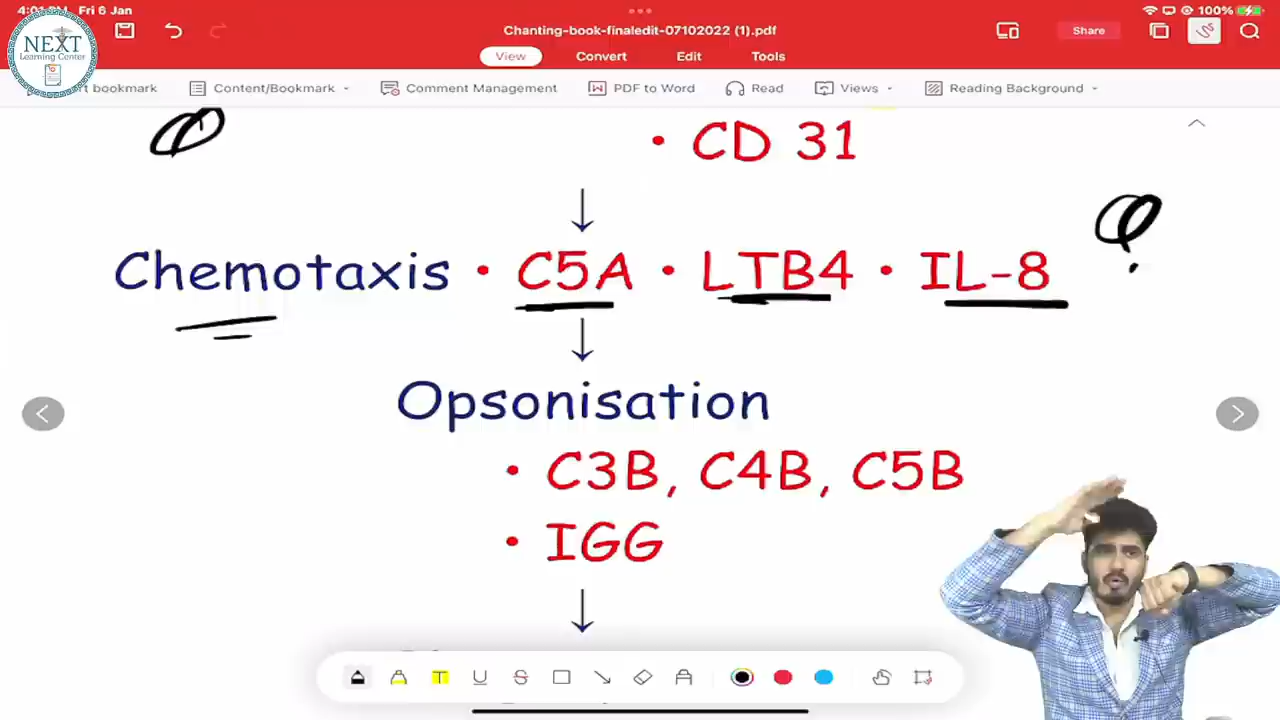 4:01 PM Fri 6 Jan
100%
NEXT
Learning Center
Chanting-book-finaledit-07102022 (1).pdf
Share
View
Convert
Edit
Tools
bookmark
Content/Bookmark
Comment Management
PDF to Word
Read
Views
Reading Background
• CD 31
Chemotaxis • C5A • LTB4 • IL-8
Opsonisation
• C3B, C4B, C5B
• IGG